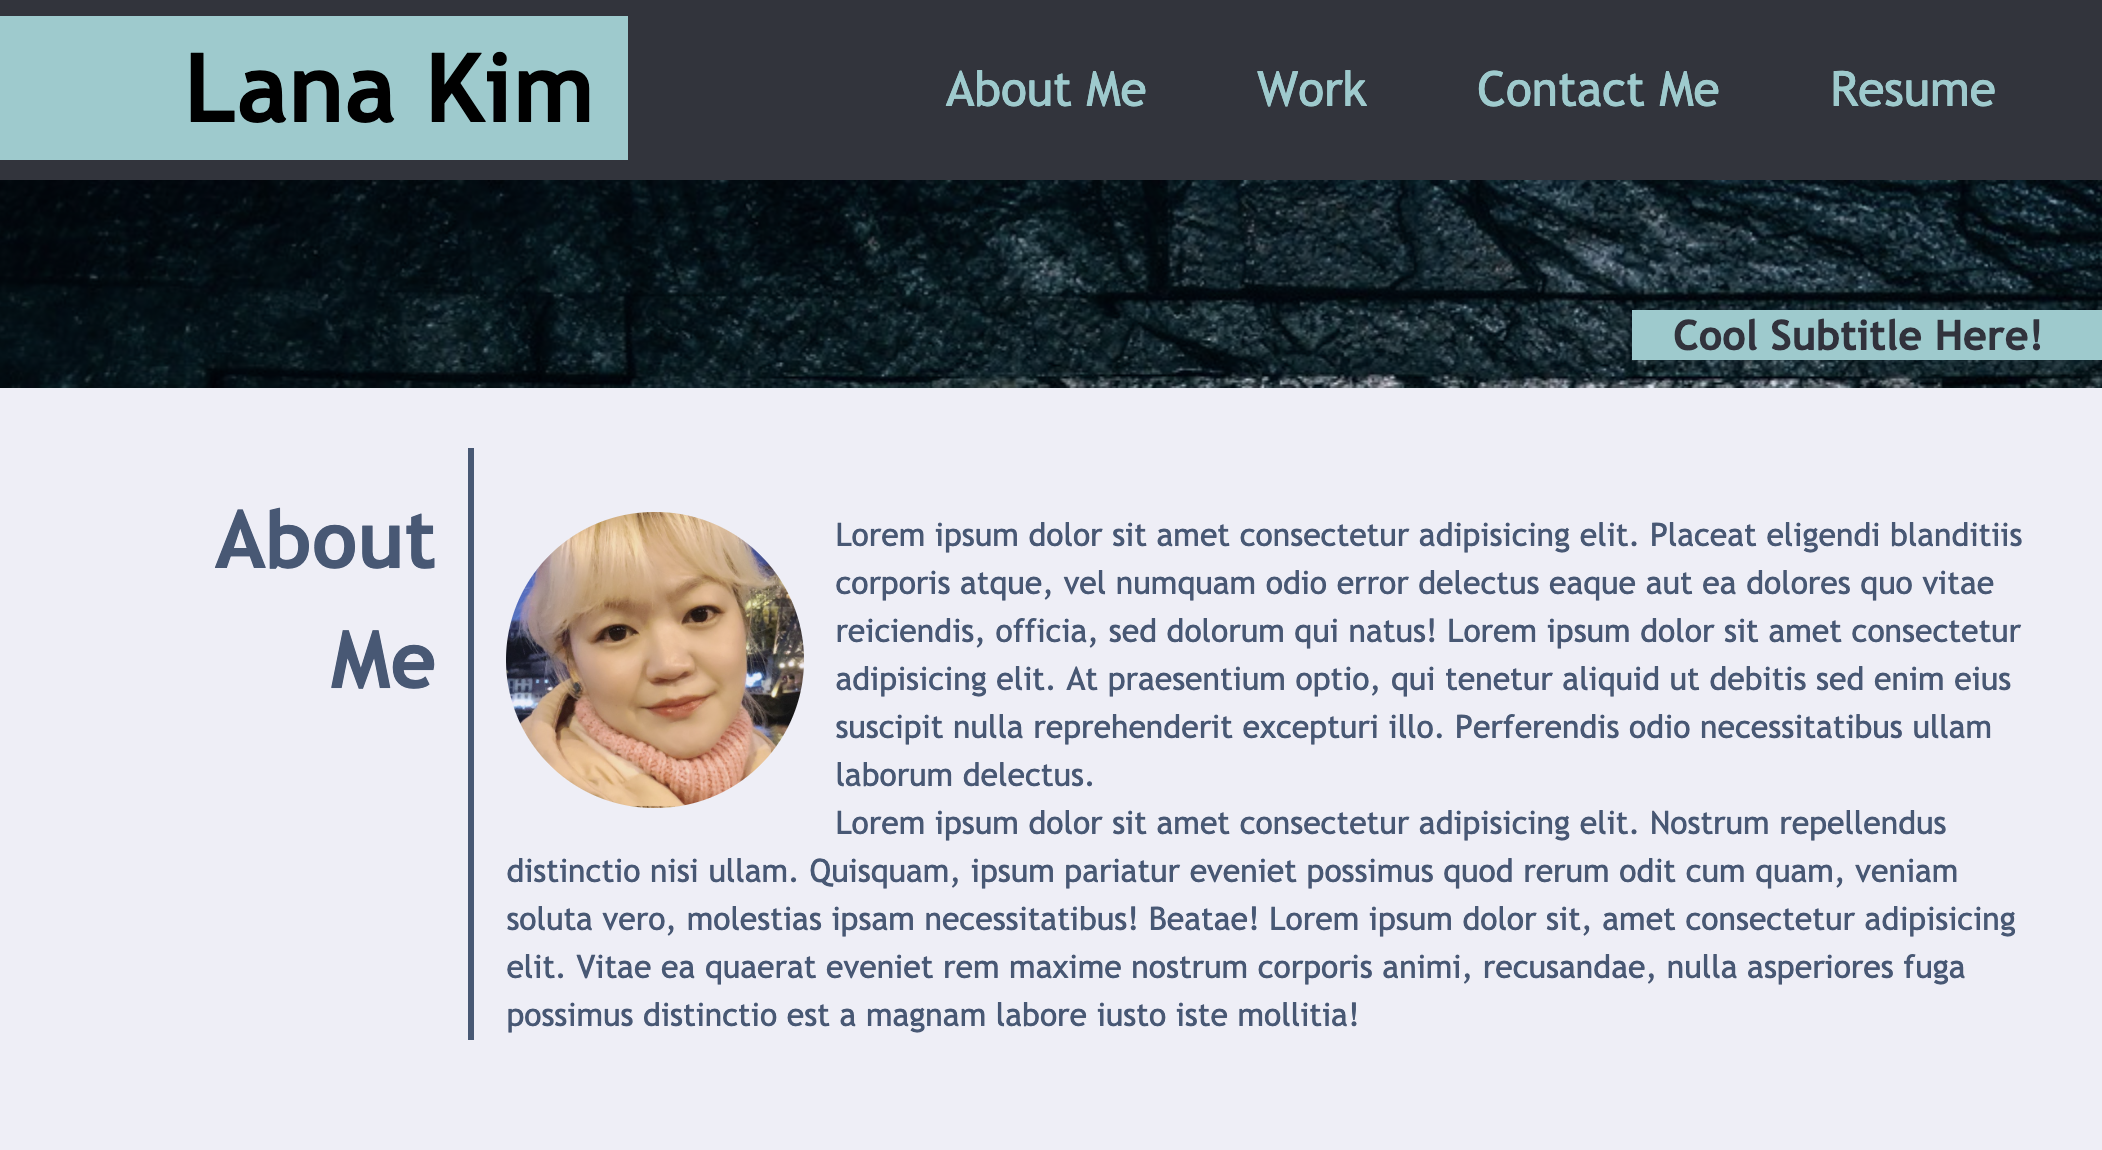 Lana Kim
About Me
Work
Contact Me
Resume
Cool Subtitle Here!
About
Me
Lorem ipsum dolor sit amet consectetur adipisicing elit. Placeat eligendi blanditiis
corporis atque, vel numquam odio error delectus eaque aut ea dolores quo vitae
reiciendis, officia, sed dolorum qui natus! Lorem ipsum dolor sit amet consectetur
adipisicing elit. At praesentium optio, qui tenetur aliquid ut debitis sed enim eius
suscipit nulla reprehenderit excepturi illo. Perferendis odio necessitatibus ullam
laborum delectus.
Lorem ipsum dolor sit amet consectetur adipisicing elit. Nostrum repellendus
distinctio nisi ullam. Quisquam, ipsum pariatur eveniet possimus quod rerum odit cum quam, veniam
soluta vero, molestias ipsam necessitatibus! Beatae! Lorem ipsum dolor sit, amet consectetur adipisicing
elit. Vitae ea quaerat eveniet rem maxime nostrum corporis animi, recusandae, nulla asperiores fuga
possimus distinctio est a magnam labore iusto iste mollitia!